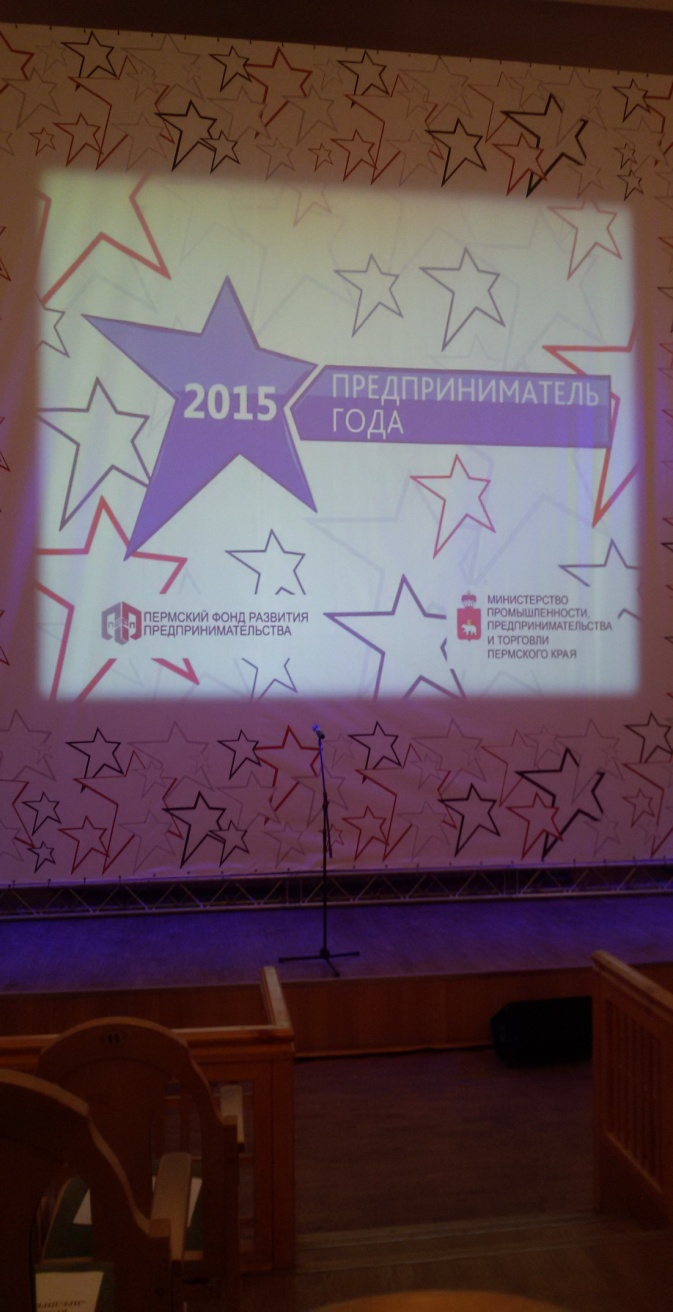 2015
ПРЕДПРИНИМАТЕЛЬ
ГОДА
ПЕРМСКИЙ ФОНД РАЗВИТИЯ
ПРЕДПРИНИМАТЕЛЬСТВА
МИНИСТЕРСТВО
ПРОМЫШЛЕННОСТИ,
ПРЕДПРИНИМАТЕЛЬСТВА
И ТОРГОВЛИ
ПЕРМСКОГО КРАЯ